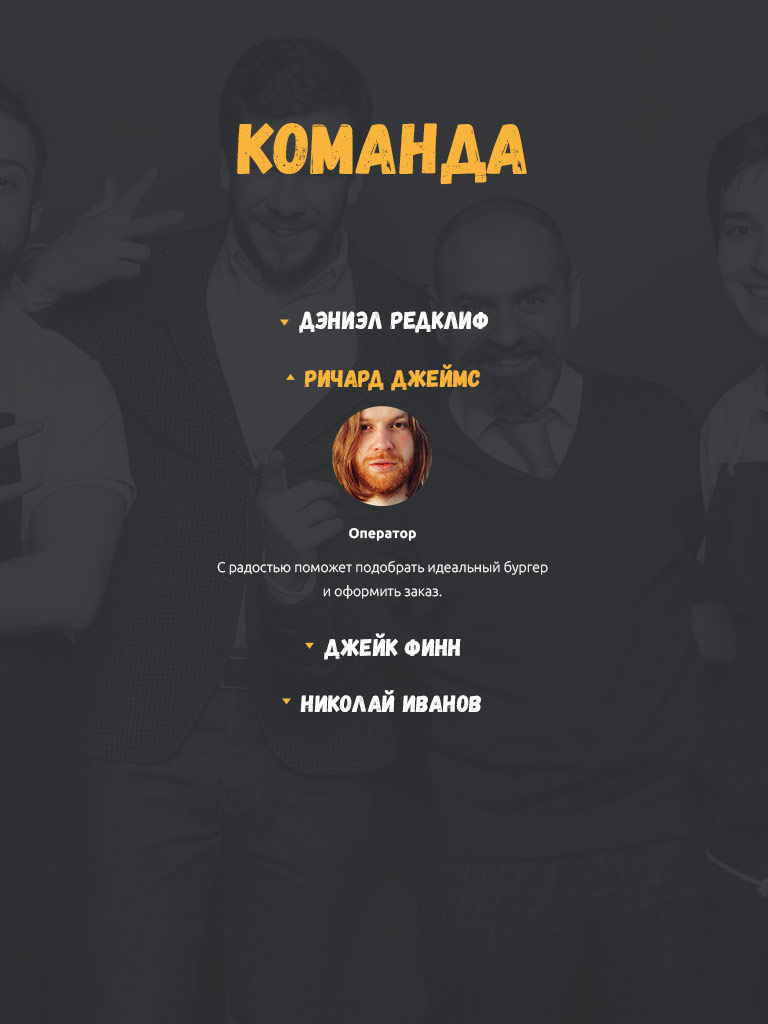 КОМАНДА
ДЭНИЭЛ РЕДКЛИФ
РИЧАРД ДЖЕЙМС
Оператор
С радостью поможет подобрать идеальный бургер
и оформить заказ.
ДЖЕЙК ФИНН
НИКОЛАЙ ИВАНОВ